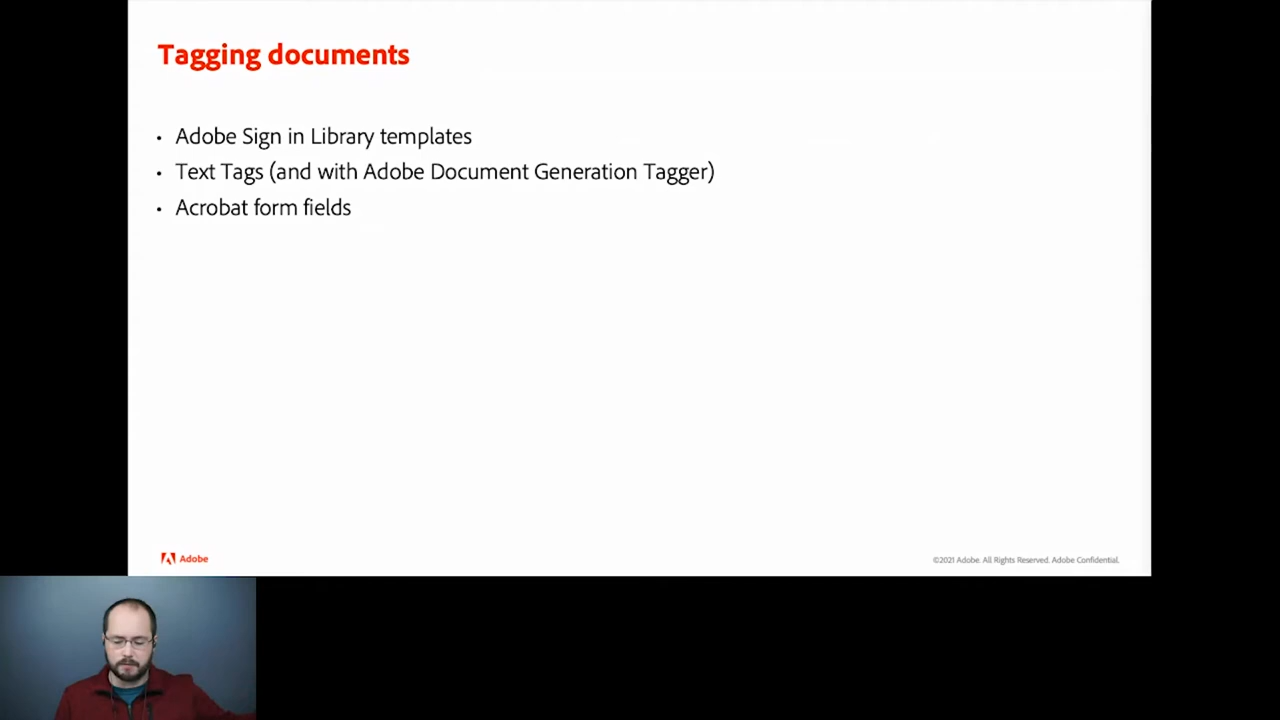 Tagging documents
• Adobe Sign in Library templates
• Text Tags (and with Adobe Document Generation Tagger)
• Acrobat form fields
Adobe
©2021 Adobe. All Rights Reserved. Adobe Confidential.